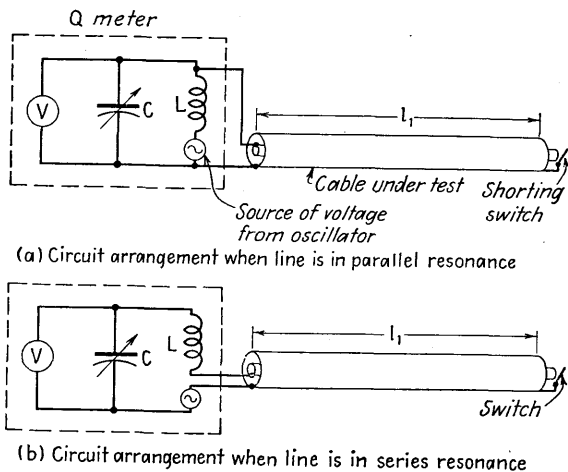 Q meter
V
C
L
l₁
Cable under test
Shorting
switch
Source of voltage
from oscillator
(a) Circuit arrangement when line is in parallel resonance
V
C
L
l₁
Switch
(b) Circuit arrangement when line is in series resonance